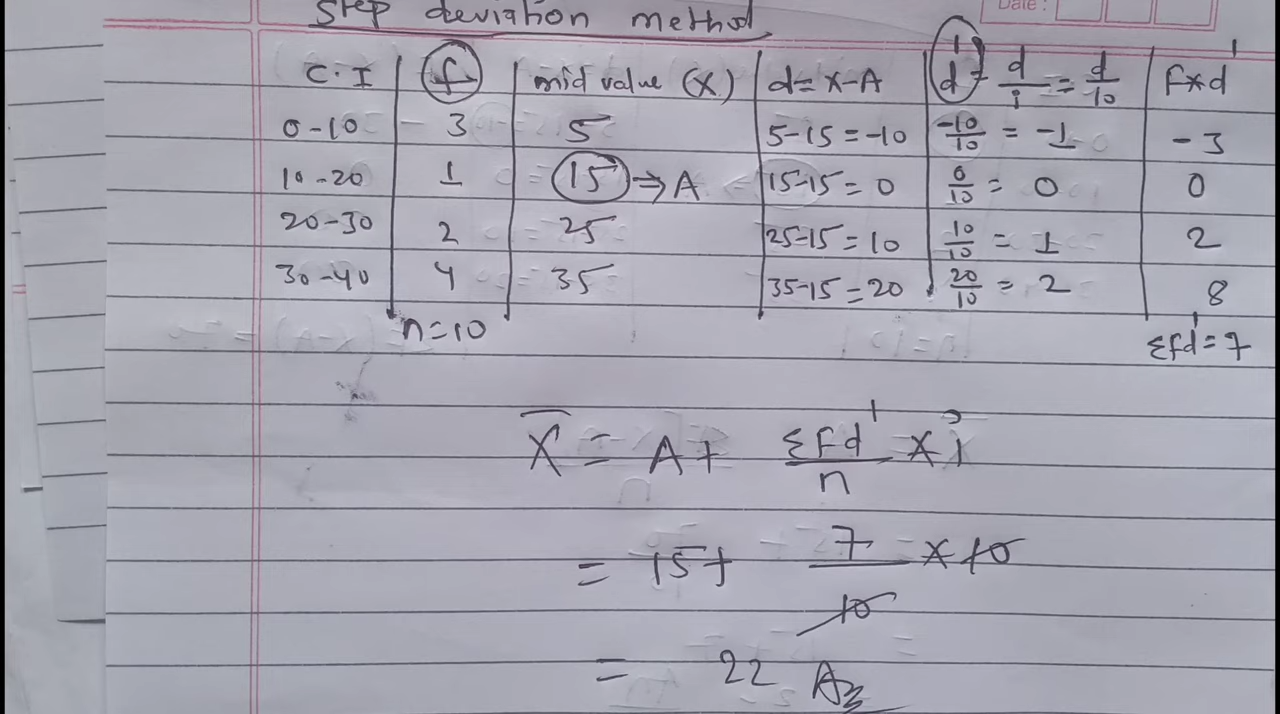 Step deviation method
Date :
C.I f mid value (X) d=X-A d'= d/i = d/10 f×d'
0-10 3 5 5-15=-10 -10/10 = -1 -3
10-20 1 15 → A 15-15=0 0/10 = 0 0
20-30 2 25 25-15=10 10/10 = 1 2
30-40 4 35 35-15=20 20/10 = 2 8
n=10 Σfd'=7
X̄ = A+ Σfd'/n ×i
= 15+ 7/10 ×10
= 22